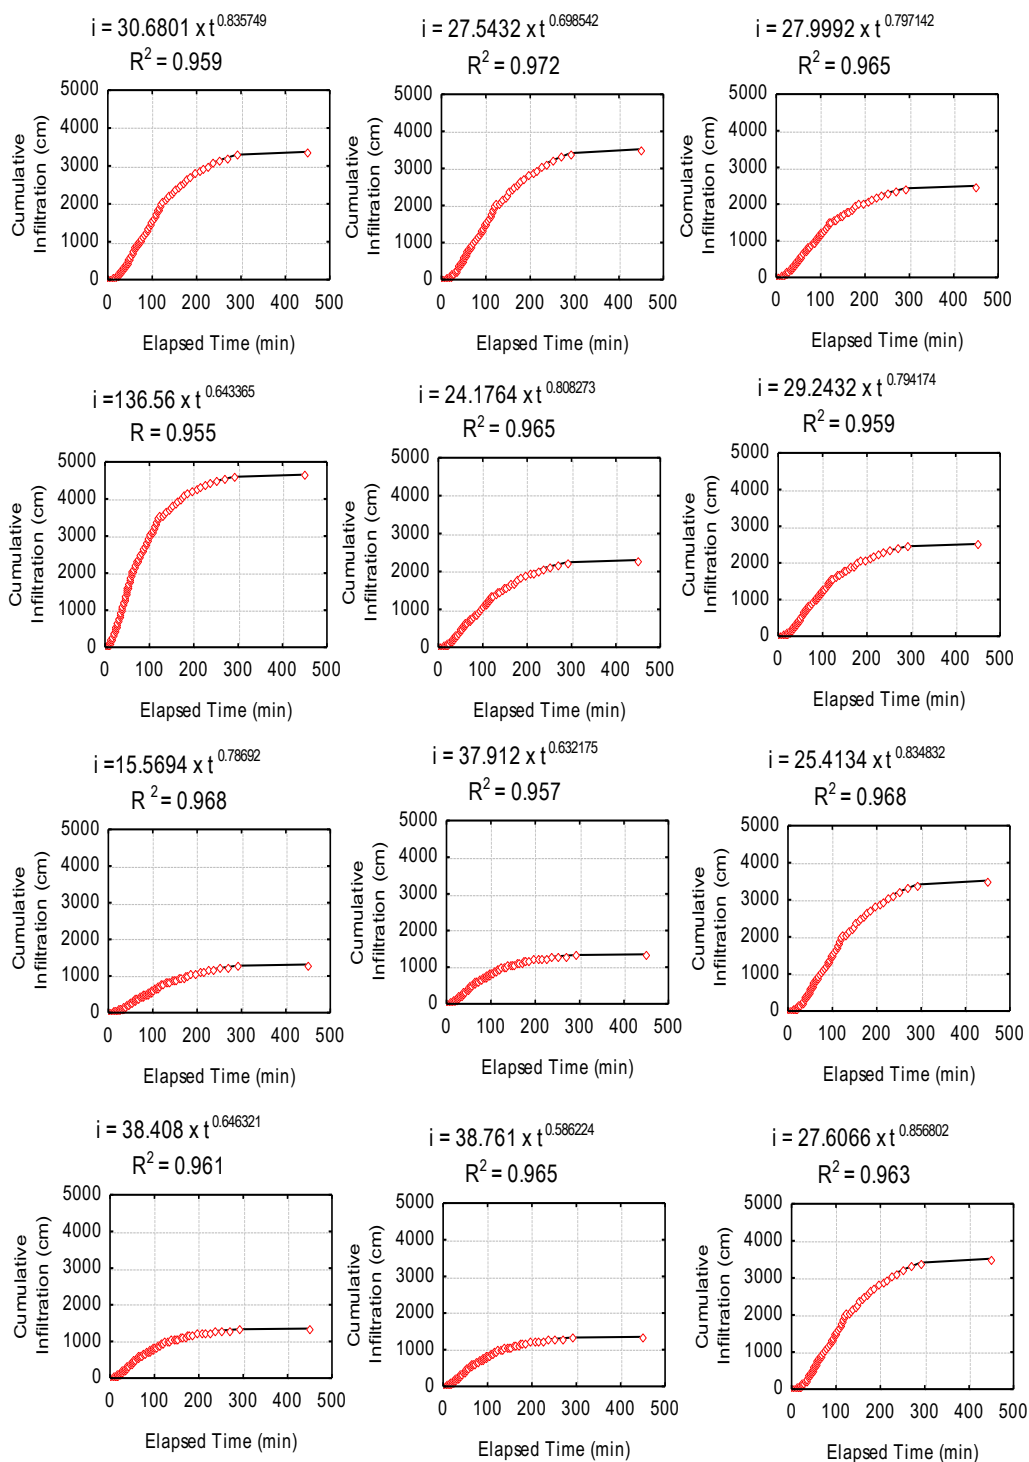 i = 30.6801 x t^0.835749
R² = 0.959
5000
4000
3000
2000
1000
0
Cumulative
Infiltration (cm)
0 100 200 300 400 500
Elapsed Time (min)
i = 27.5432 x t^0.698542
R² = 0.972
5000
4000
3000
2000
1000
0
Cumulative
Infiltration (cm)
0 100 200 300 400 500
Elapsed Time (min)
i = 27.9992 x t^0.797142
R² = 0.965
5000
4000
3000
2000
1000
0
Comulative
Infiltration (cm)
0 100 200 300 400 500
Elapsed Time (min)
i =136.56 x t^0.643365
R = 0.955
5000
4000
3000
2000
1000
0
Cumulative
Infiltration (cm)
0 100 200 300 400 500
Elapsed Time (min)
i = 24.1764 x t^0.808273
R² = 0.965
5000
4000
3000
2000
1000
0
Cumulative
Infiltration (cm)
0 100 200 300 400 500
Elapsed Time (min)
i = 29.2432 x t^0.794174
R² = 0.959
5000
4000
3000
2000
1000
0
Cumulative
Infiltration (cm)
0 100 200 300 400 500
Elapsed Time (min)
i =15.5694 x t^0.78692
R ² = 0.968
5000
4000
3000
2000
1000
0
Cumulative
Infiltration (cm)
0 100 200 300 400 500
Elapsed Time (min)
i = 37.912 x t^0.632175
R² = 0.957
5000
4000
3000
2000
1000
0
Cumulative
Infiltration (cm)
0 100 200 300 400 500
Elapsed Time (min)
i = 25.4134 x t^0.834832
R² = 0.968
5000
4000
3000
2000
1000
0
Cumulative
Infiltration (cm)
0 100 200 300 400 500
Elapsed Time (min)
i = 38.408 x t^0.646321
R² = 0.961
5000
4000
3000
2000
1000
0
Cumulative
Infiltration (cm)
0 100 200 300 400 500
Elapsed Time (min)
i = 38.761 x t^0.586224
R² = 0.965
5000
4000
3000
2000
1000
0
Cumulative
Infiltration (cm)
0 100 200 300 400 500
Elapsed Time (min)
i = 27.6066 x t^0.856802
R² = 0.963
5000
4000
3000
2000
1000
0
Cumulative
Infiltration (cm)
0 100 200 300 400 500
Elapsed Time (min)